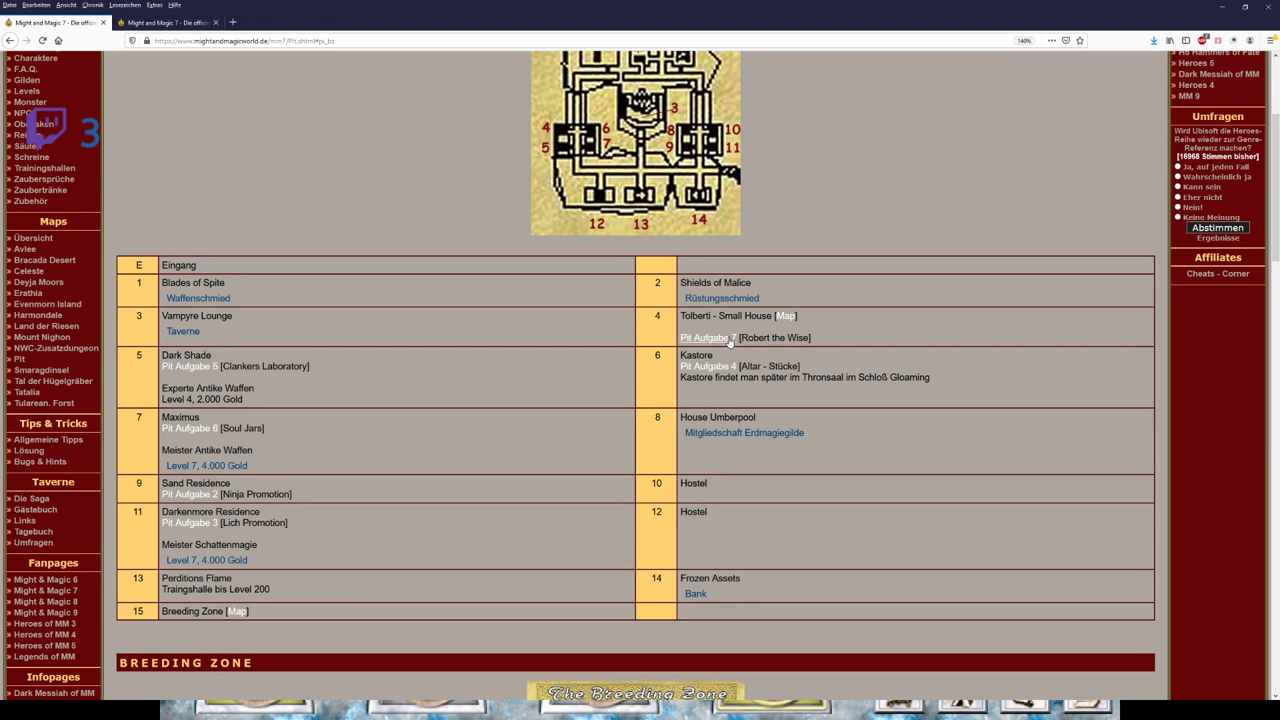 Datei Bearbeiten Ansicht Chronik Lesezeichen Extras Hilfe
Might and Magic 7 - Die offizie
Might and Magic 7 - Die offizie
https://www.mightandmagicworld.de/mm7/Pit.shtml#pi_bz
140%
» Charaktere
» F.A.Q.
» Gilden
» Levels
» Monster
» Schreine
» Trainingshallen
» Zaubersprüche
» Zaubertränke
» Zubehör
Maps
» Übersicht
» Avlee
» Bracada Desert
» Celeste
» Deyja Moors
» Erathia
» Evenmorn Island
» Harmondale
» Land der Riesen
» Mount Nighon
» NWC-Zusatzdungeon
» Pit
» Smaragdinsel
» Tal der Hügelgräber
» Tatalia
» Tularean. Forst
Tips & Tricks
» Allgemeine Tipps
» Lösung
» Bugs & Hints
Taverne
» Die Saga
» Gästebuch
» Links
» Tagebuch
» Umfragen
Fanpages
» Might & Magic 6
» Might & Magic 7
» Might & Magic 8
» Might & Magic 9
» Heroes of MM 3
» Heroes of MM 4
» Heroes of MM 5
» Legends of MM
Infopages
» Dark Messiah of MM
3
3
4 6 8 10
5 7 9 11
12 13 14
E Eingang
1 Blades of Spite
Waffenschmied
2 Shields of Malice
Rüstungsschmied
3 Vampyre Lounge
Taverne
4 Tolberti - Small House [Map]
Pit Aufgabe 7 [Robert the Wise]
5 Dark Shade
Pit Aufgabe 5 [Clankers Laboratory]
Experte Antike Waffen
Level 4, 2.000 Gold
6 Kastore
Pit Aufgabe 4 [Altar - Stücke]
Kastore findet man später im Thronsaal im Schloß Gloaming
7 Maximus
Pit Aufgabe 6 [Soul Jars]
Meister Antike Waffen
Level 7, 4.000 Gold
8 House Umberpool
Mitgliedschaft Erdmagiegilde
9 Sand Residence
Pit Aufgabe 2 [Ninja Promotion]
10 Hostel
11 Darkenmore Residence
Pit Aufgabe 3 [Lich Promotion]
Meister Schattenmagie
Level 7, 4.000 Gold
12 Hostel
13 Perditions Flame
Traingshalle bis Level 200
14 Frozen Assets
Bank
15 Breeding Zone [Map]
BREEDING ZONE
The Breeding Zone
» H5 Hammers of Fate
» Heroes 5
» Dark Messiah of MM
» Heroes 4
» MM 9
Umfragen
Wird Ubisoft die Heroes-
Reihe wieder zur Genre-
Referenz machen?
[16968 Stimmen bisher]
Ja, auf jeden Fall
Wahrscheinlich ja
Kann sein
Eher nicht
Nein!
Keine Meinung
Abstimmen
Ergebnisse
Affiliates
Cheats - Corner